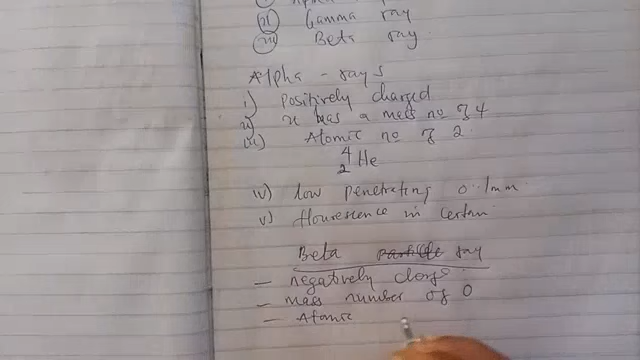 (ii) Gamma ray
(iii) Beta ray
Alpha - rays
i) Positively charged
ii) It has a mass no of 4
(iii) Atomic no of 2
4 2 He
iv) low penetrating 0.1mm
v) flourescence in certain
Beta particle ray
- negatively charge
- mass number of 0
- Atomic